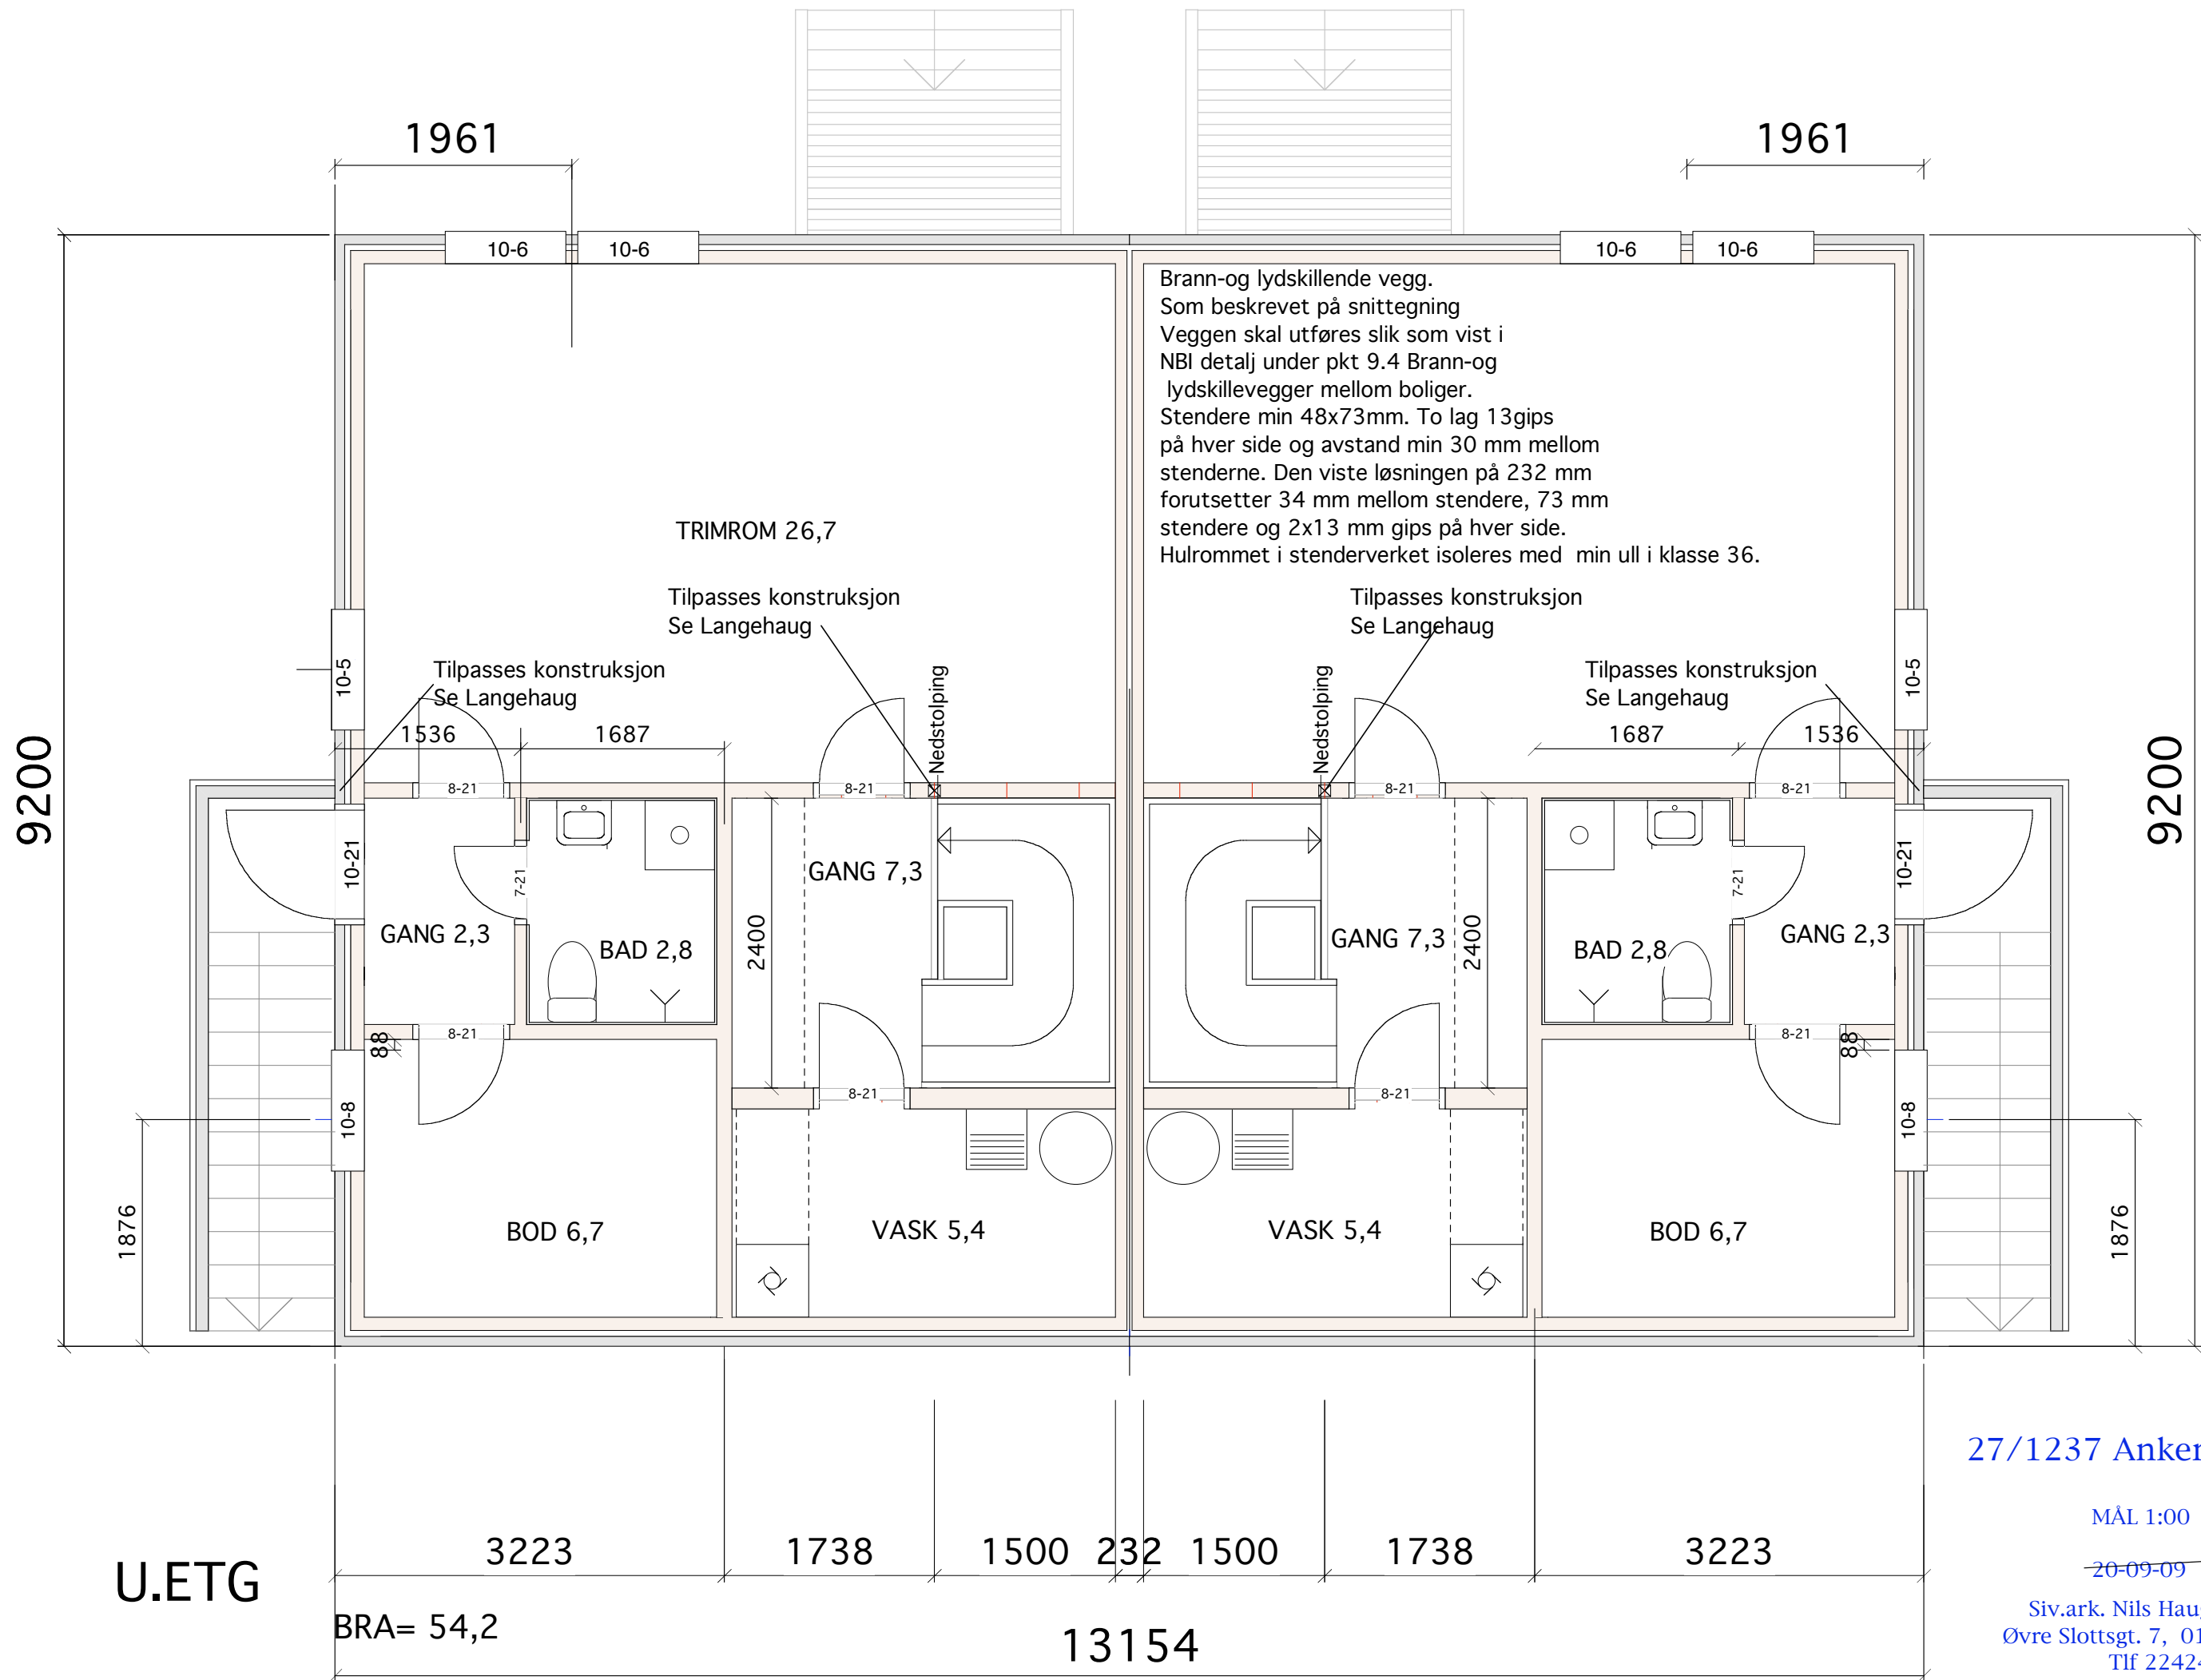 1961
1961
10-6
10-6
10-6
10-6
Brann-og lydskillende vegg.
Som beskrevet på snittegning
Veggen skal utføres slik som vist i
NBI detalj under pkt 9.4 Brann-og
lydskillevegger mellom boliger.
Stendere min 48x73mm. To lag 13gips
på hver side og avstand min 30 mm mellom
stenderne. Den viste løsningen på 232 mm
forutsetter 34 mm mellom stendere, 73 mm
stendere og 2x13 mm gips på hver side.
Hulrommet i stenderverket isoleres med min ull i klasse 36.
TRIMROM 26,7
Tilpasses konstruksjon
Se Langehaug
Tilpasses konstruksjon
Se Langehaug
Tilpasses konstruksjon
Se Langehaug
Tilpasses konstruksjon
Se Langehaug
10-5
10-5
Nedstolping
Nedstolping
1536
1687
1687
1536
9200
9200
8-21
8-21
8-21
8-21
10-21
7-21
GANG 7,3
7-21
10-21
GANG 2,3
BAD 2,8
2400
GANG 7,3
2400
BAD 2,8
GANG 2,3
88
8-21
8-21
88
8-21
8-21
10-8
10-8
1876
1876
BOD 6,7
VASK 5,4
VASK 5,4
BOD 6,7
27/1237 Anker
MÅL 1:00
20-09-09
Siv.ark. Nils Haug
Øvre Slottsgt. 7, 01
Tlf 22424
3223
1738
1500
232
1500
1738
3223
U.ETG
BRA= 54,2
13154